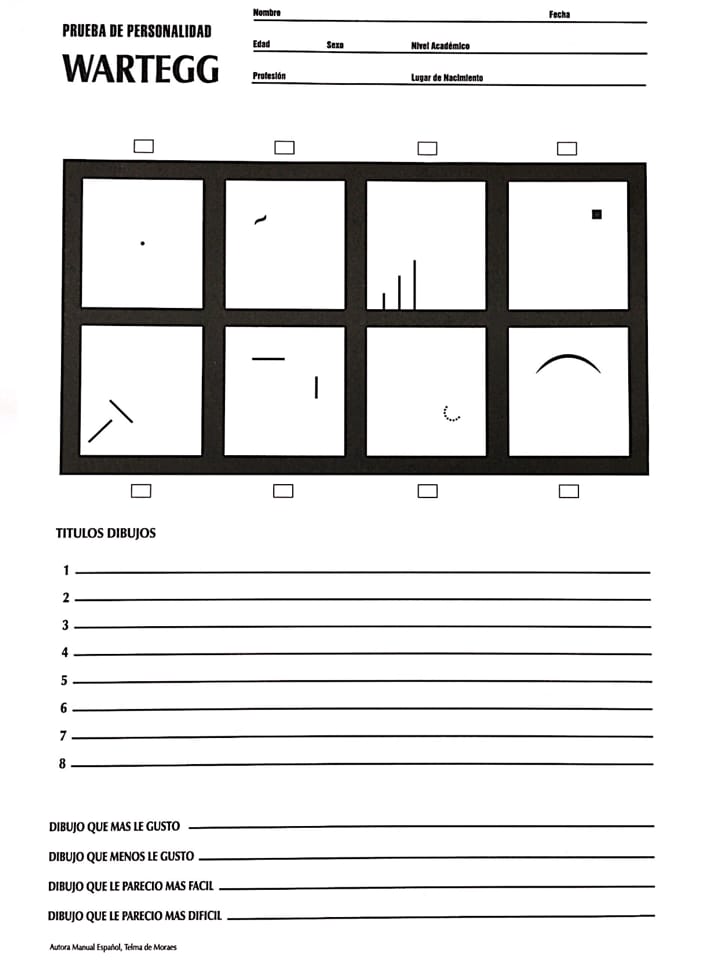 Nombre Fecha
PRUEBA DE PERSONALIDAD
Edad Sexo Nivel Académico
WARTEGG
Profesión Lugar de Nacimiento
TITULOS DIBUJOS
1
2
3
4
5
6
7
8
DIBUJO QUE MAS LE GUSTO
DIBUJO QUE MENOS LE GUSTO
DIBUJO QUE LE PARECIO MAS FACIL
DIBUJO QUE LE PARECIO MAS DIFICIL
Autora Manual Español, Telma de Moraes